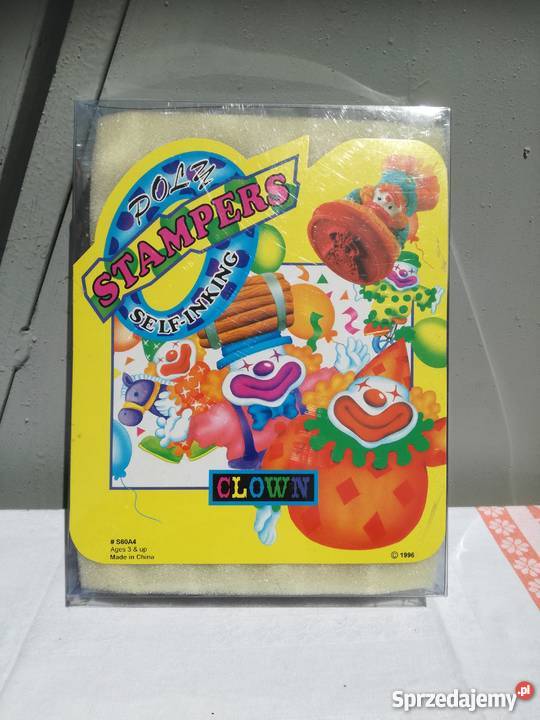 POLY
STAMPERS
SELF-INKING
CLOWN
# S60A4
Ages 3 & up
Made in China
© 1996
Sprzedajemy.pl